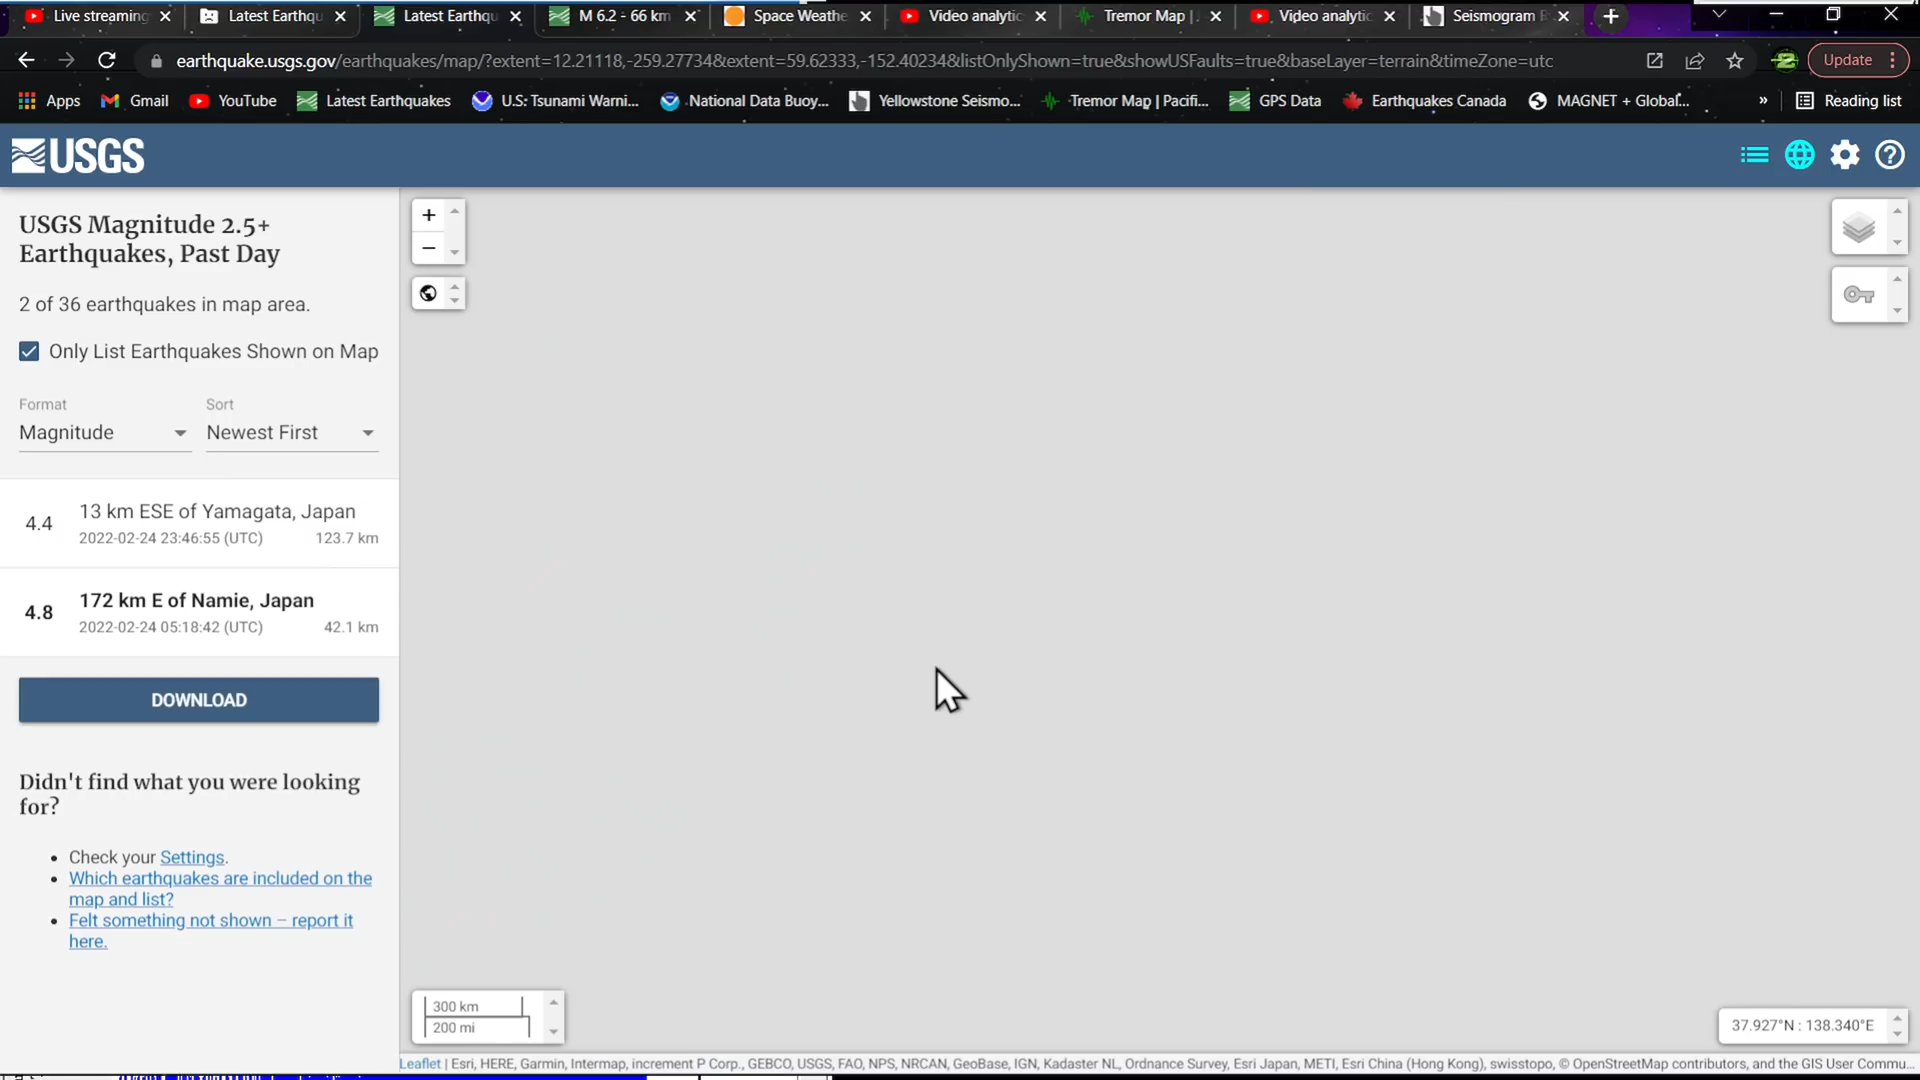 Live streaming
Latest Earthqu
Latest Earthqu
M 6.2 - 66 km
Space Weathe
Video analytic
Tremor Map |
Video analytic
Seismogram
earthquake.usgs.gov/earthquakes/map/?extent=12.21118,-259.27734&extent=59.62333,-152.40234&listOnlyShown=true&showUSFaults=true&baseLayer=terrain&timeZone=utc
Update
Apps
Gmail
YouTube
Latest Earthquakes
U.S. Tsunami Warni...
National Data Buoy...
Yellowstone Seismo...
Tremor Map | Pacifi...
GPS Data
Earthquakes Canada
MAGNET + Global...
»
Reading list
USGS
USGS Magnitude 2.5+
Earthquakes, Past Day
2 of 36 earthquakes in map area.
Only List Earthquakes Shown on Map
Format
Sort
Magnitude
Newest First
4.4
13 km ESE of Yamagata, Japan
2022-02-24 23:46:55 (UTC)
123.7 km
4.8
172 km E of Namie, Japan
2022-02-24 05:18:42 (UTC)
42.1 km
DOWNLOAD
Didn't find what you were looking
for?
• Check your Settings.
• Which earthquakes are included on the
map and list?
• Felt something not shown – report it
here.
+
−
300 km
200 mi
37.927°N : 138.340°E
Leaflet | Esri, HERE, Garmin, Intermap, increment P Corp., GEBCO, USGS, FAO, NPS, NRCAN, GeoBase, IGN, Kadaster NL, Ordnance Survey, Esri Japan, METI, Esri China (Hong Kong), swisstopo, © OpenStreetMap contributors, and the GIS User Commu...